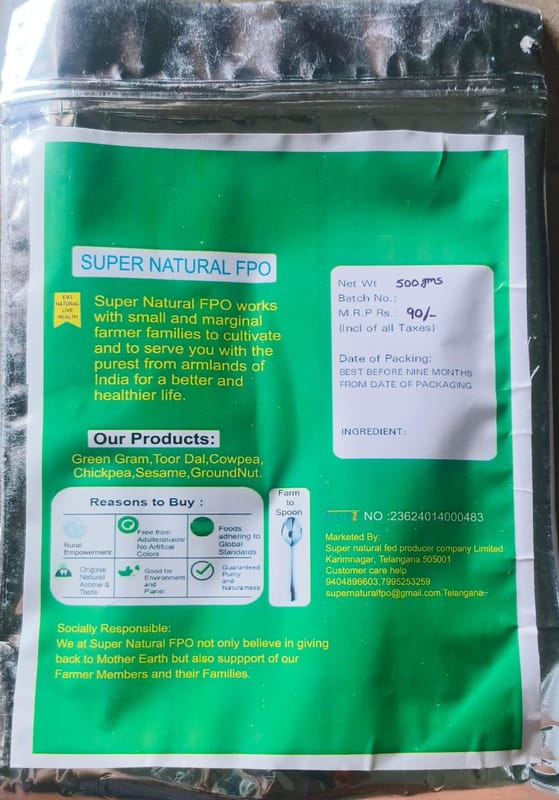 SUPER NATURAL FPO
EAT
NATURAL
LIVE
HEALTH
Super Natural FPO works
with small and marginal
farmer families to cultivate
and to serve you with the
purest from armlands of
India for a better and
healthier life.
Net Wt : 500 gms
Batch No.:
M.R.P Rs.: 90/-
(Incl of all Taxes)
Date of Packing:
BEST BEFORE NINE MONTHS
FROM DATE OF PACKAGING
INGREDIENT:
Our Products:
Green Gram,Toor Dal,Cowpea,
Chickpea,Sesame,GroundNut.
Reasons to Buy :
Rural
Empowerment
Free from
No Artifical
Colors
Foods
adhering to
Global
Standards
Original
Natural
Arome &
Taste
Good for
Environment
and
Planet
Guaranteed
Purity
and
Naturalness
Farm
to
Spoon
NO :23624014000483
Marketed By:
Super natural fed producer company Limited
Karimnagar, Telangana 505001
Customer care help
9404896603,7995253259
supernaturalfpo@gmail.com.Telangana:-
Socially Responsible:
We at Super Natural FPO not only believe in giving
back to Mother Earth but also suppport of our
Farmer Members and their Families.